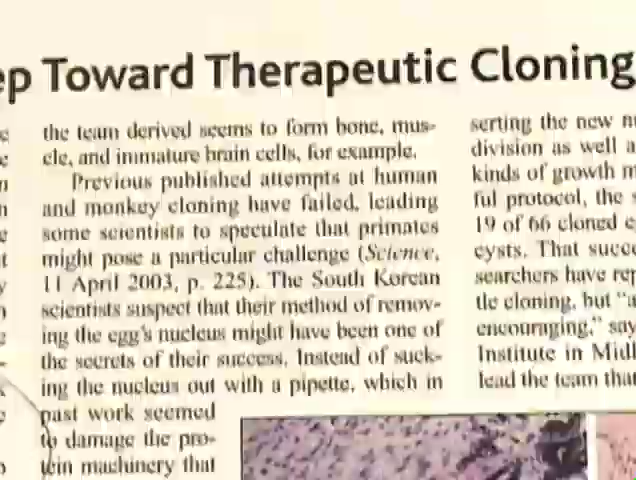 ep Toward Therapeutic Cloning
the team derived seems to form bone, mus-
cle, and immature brain cells, for example.
Previous published attempts at human
and monkey cloning have failed, leading
some scientists to speculate that primates
might pose a particular challenge (Science,
11 April 2003, p. 225). The South Korean
scientists suspect that their method of remov-
ing the egg's nucleus might have been one of
the secrets of their success. Instead of suck-
ing the nucleus out with a pipette, which in
past work seemed
to damage the pro-
tein machinery that
serting the new n
division as well a
kinds of growth m
ful protocol, the s
19 of 66 cloned e
cysts. That succe
searchers have rep
tle cloning, but "a
encouraging," say
Institute in Midl
lead the team that